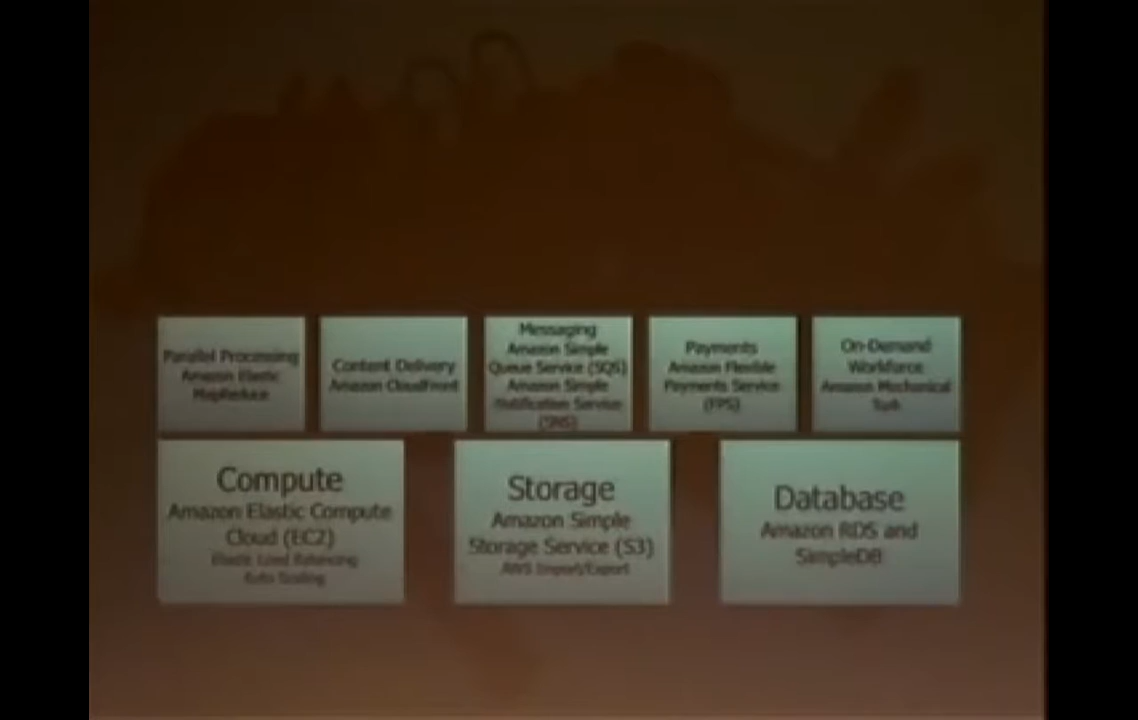 Parallel Processing
Amazon Elastic
MapReduce
Content Delivery
Amazon CloudFront
Messaging
Amazon Simple
Queue Service (SQS)
Amazon Simple
Notification Service
(SNS)
Payments
Amazon Flexible
Payments Service
(FPS)
On-Demand
Workforce
Amazon Mechanical
Turk
Compute
Amazon Elastic Compute
Cloud (EC2)
Elastic Load Balancing
Auto Scaling
Storage
Amazon Simple
Storage Service (S3)
AWS Import/Export
Database
Amazon RDS and
SimpleDB